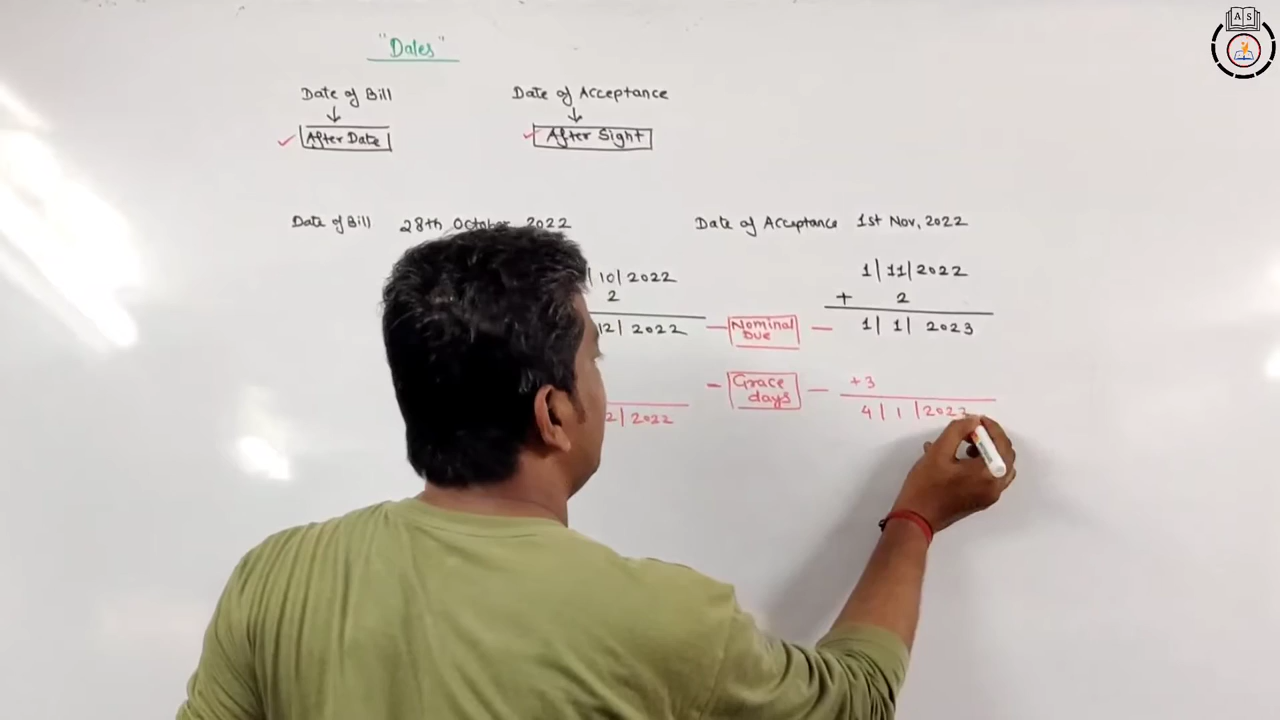 "Dates"
Date of Bill
Date of Acceptance
After Date
After Sight
Date of Bill 28th October 2022
Date of Acceptance 1st Nov, 2022
| 10 | 2022
2
12 | 2022
1 | 11 | 2022
+ 2
1 | 1 | 2023
Nominal
Due
Grace
days
2 | 2022
+3
4 | 1 | 2023
A S